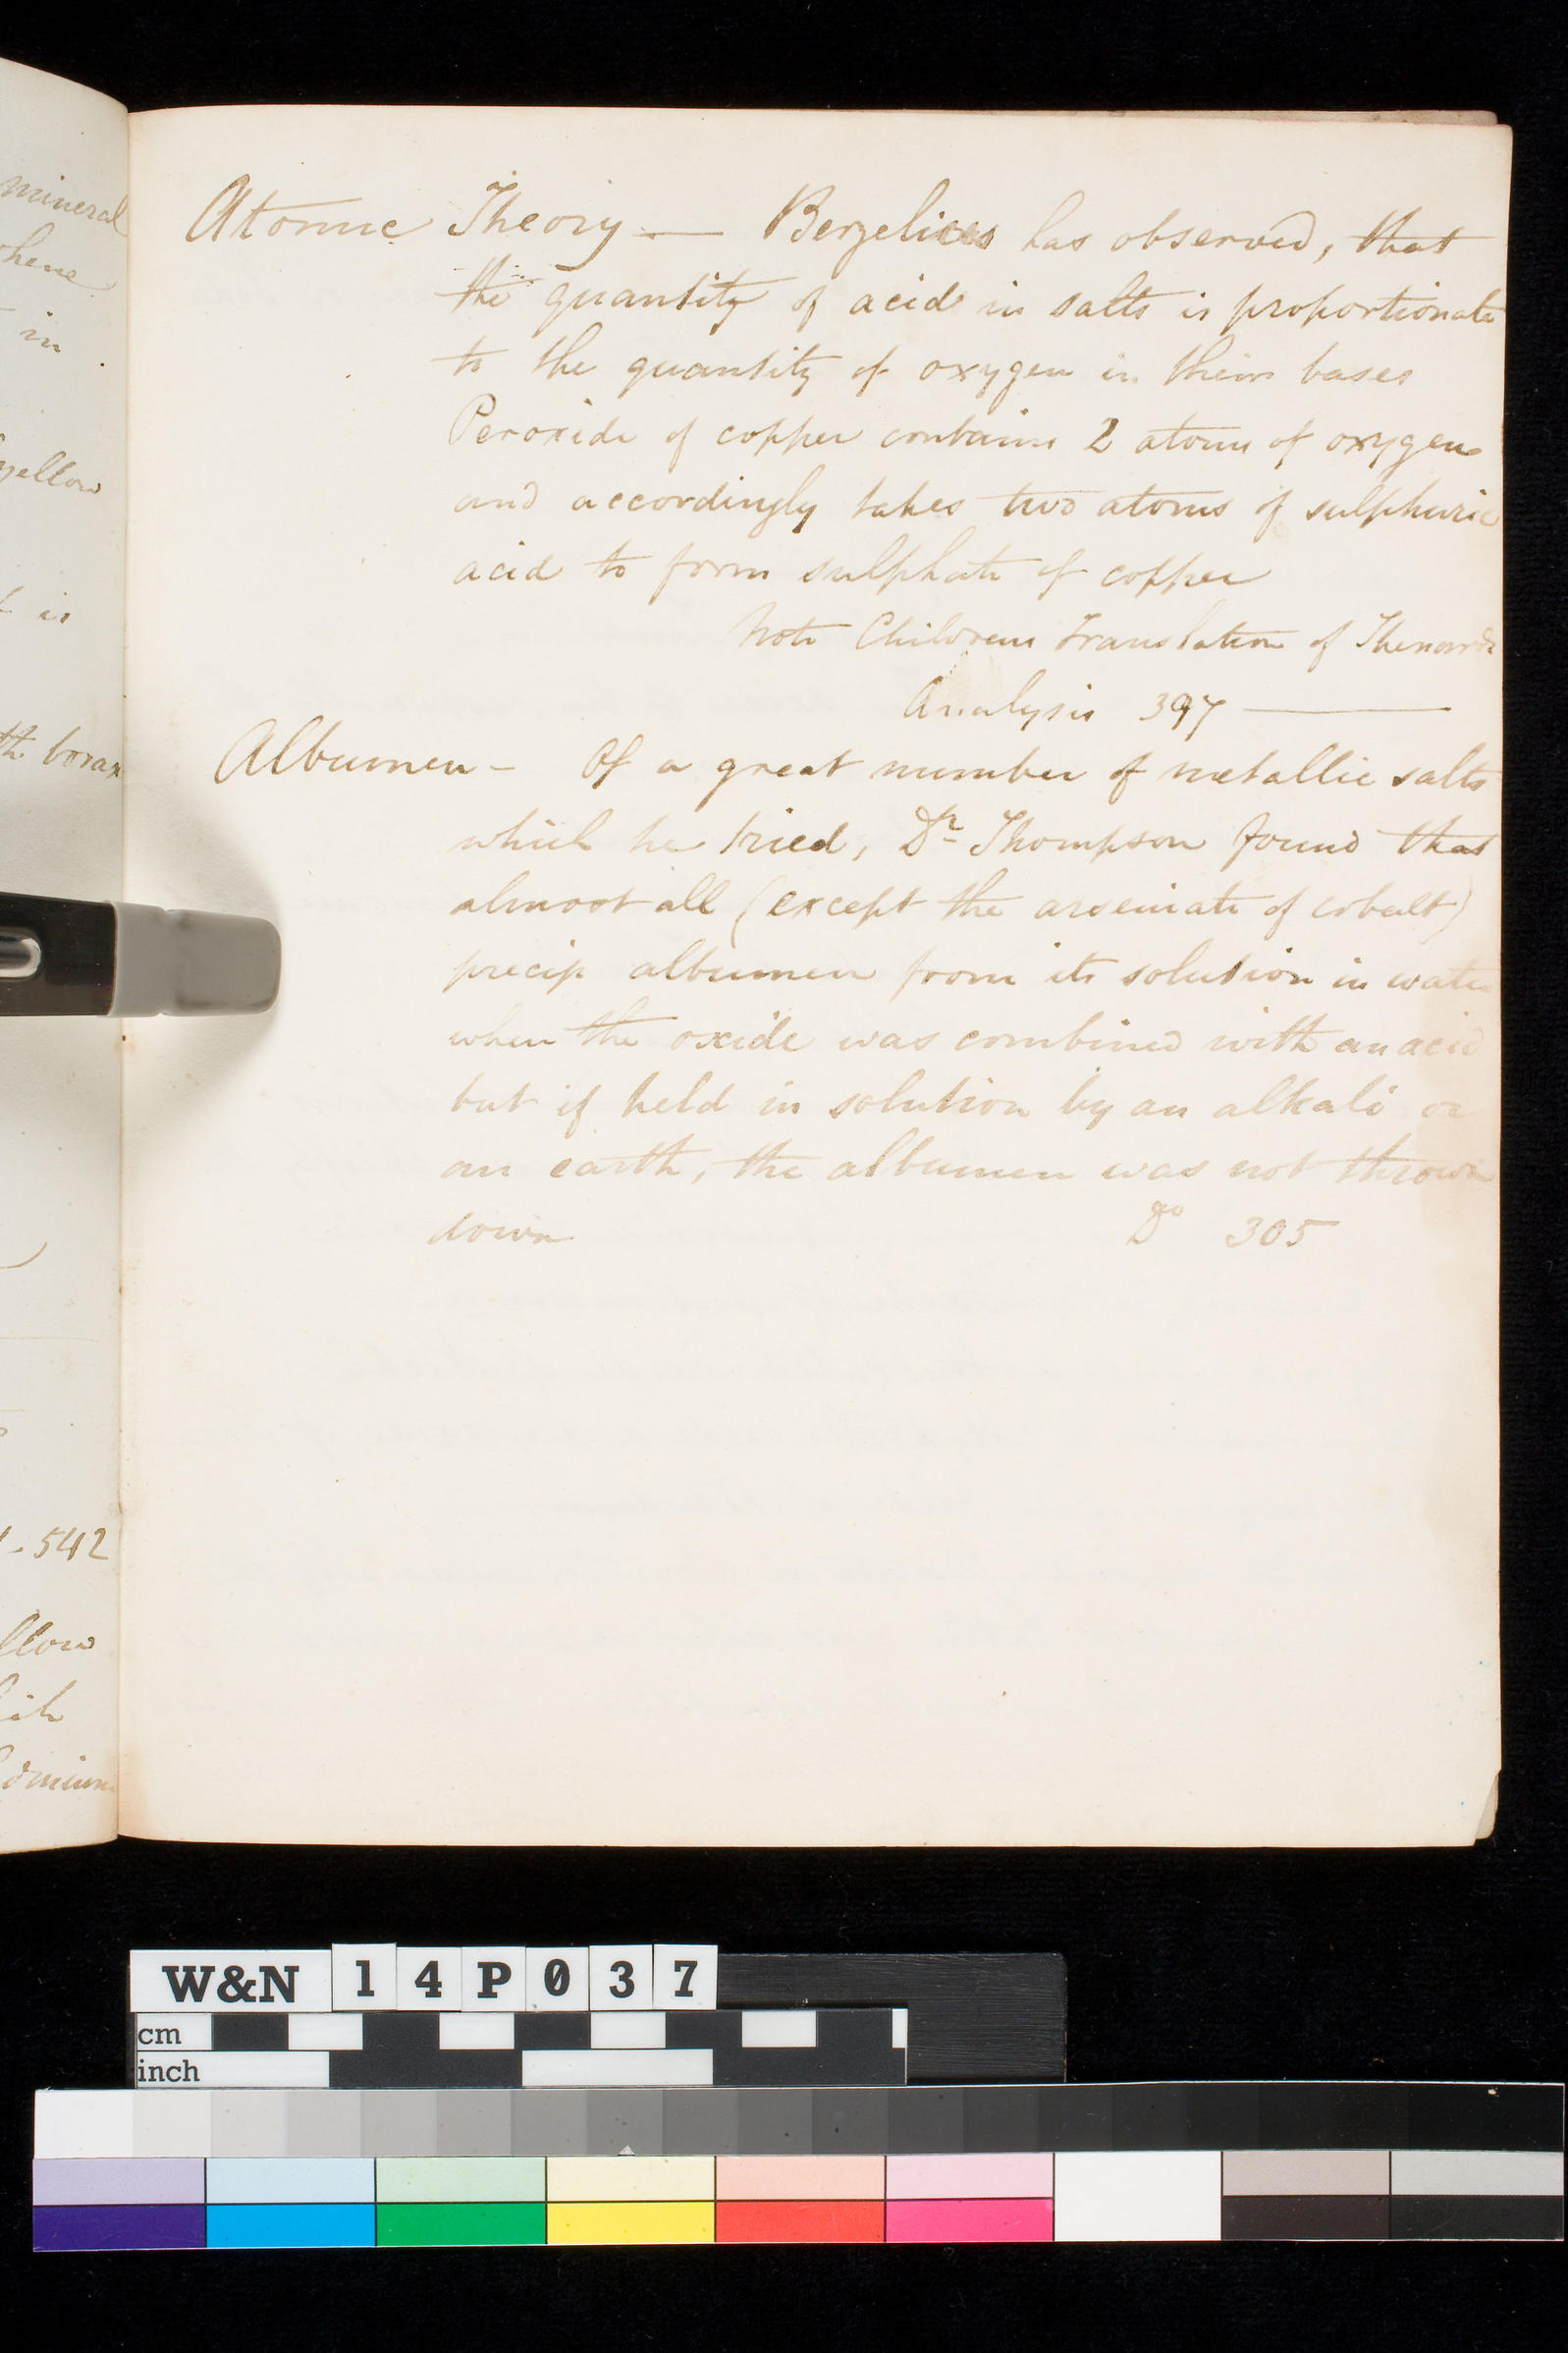 mineral
in
yellow
is
borax
542
Atomic Theory — Berzelius has observed, that
the quantity of acid in salts is proportionate
to the quantity of oxygen in their bases
Peroxide of copper contains 2 atoms of oxygen
and accordingly takes two atoms of sulphuric
acid to form sulphate of copper
Note Childrens Translation of Thenards
Analysis 397 —
Albumen - Of a great number of metallic salts
which he tried, Dr Thompson found that
almost all (except the arseniate of cobalt)
precip albumen from its solution in water
when the oxide was combined with an acid
but if held in solution by an alkali or
an earth, the albumen was not thrown
down Do 305
W&N 14P037
cm
inch